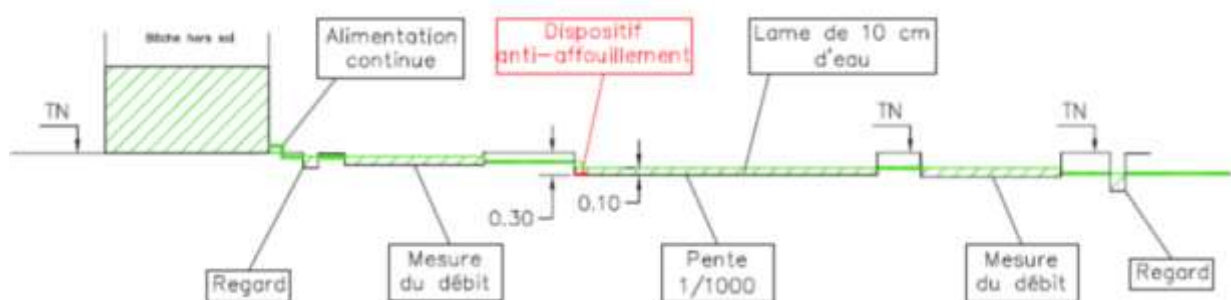 Bâche hors sol
Alimentation
continue
Dispositif
anti-affouillement
Lame de 10 cm
d'eau
TN
TN
TN
0.30
0.10
Regard
Mesure
du débit
Pente
1/1000
Mesure
du débit
Regard